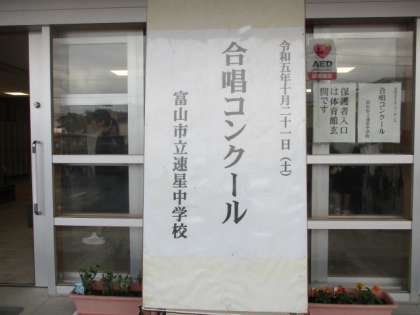 令和五年十月二十一日（土）
合唱コンクール
富山市立速星中学校
AED
合唱コンクール
保護者入口
は体育館玄
関です